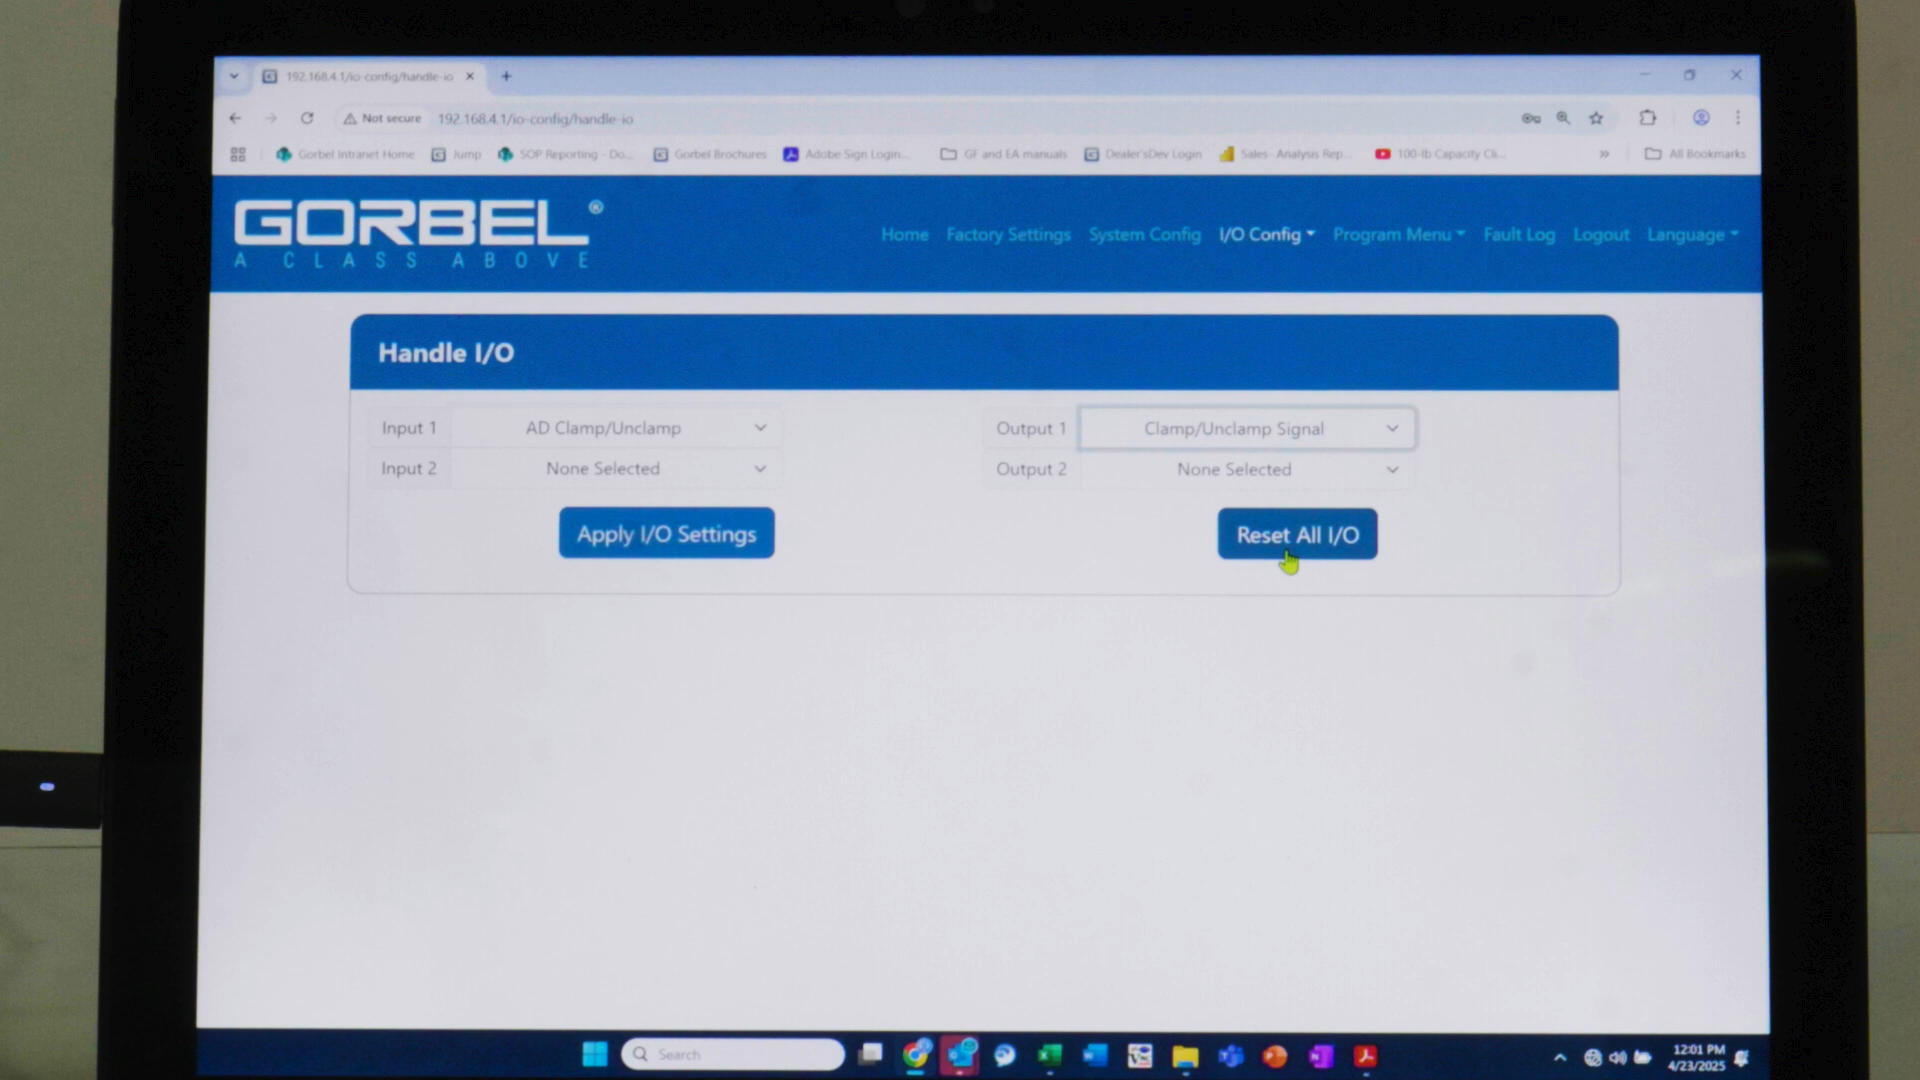 192.168.4.1/io-config/handle-io
Not secure 192.168.4.1/io-config/handle-io
Gorbel Intranet Home Jump SOP Reporting - Do... Gorbel Brochures Adobe Sign Login... GF and EA manuals Dealer'sDev Login Sales- Analysis Rep... 100-lb Capacity Cli... All Bookmarks
GORBEL®
A CLASS ABOVE
Home Factory Settings System Config I/O Config Program Menu Fault Log Logout Language
Handle I/O
Input 1 AD Clamp/Unclamp Output 1 Clamp/Unclamp Signal
Input 2 None Selected Output 2 None Selected
Apply I/O Settings Reset All I/O
Search
12:01 PM
4/23/2025